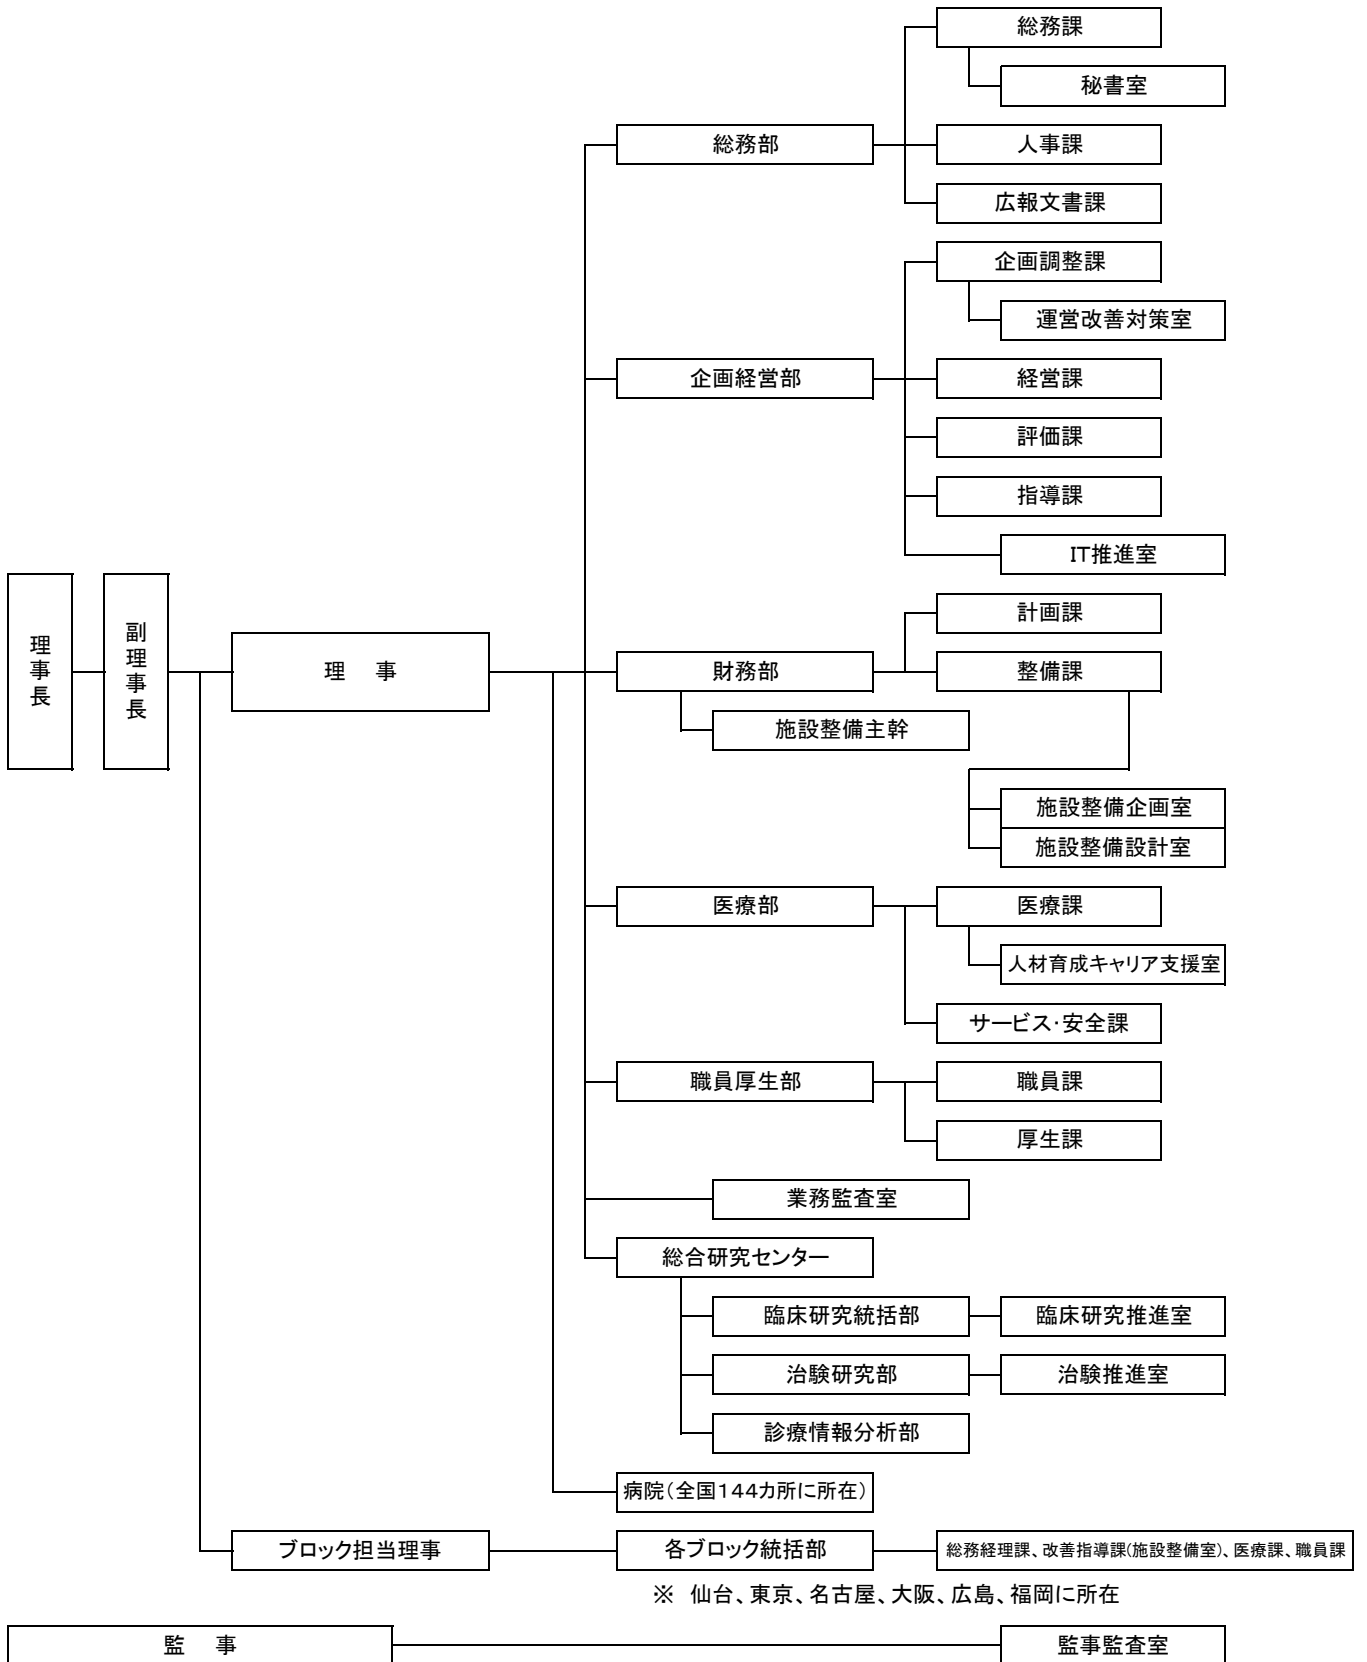 総務課
秘書室
総務部
人事課
広報文書課
企画調整課
運営改善対策室
企画経営部
経営課
評価課
指導課
IT推進室
理事長
副理事長
理　事
計画課
財務部
整備課
施設整備主幹
施設整備企画室
施設整備設計室
医療部
医療課
人材育成キャリア支援室
サービス・安全課
職員厚生部
職員課
厚生課
業務監査室
総合研究センター
臨床研究統括部
臨床研究推進室
治験研究部
治験推進室
診療情報分析部
病院（全国１４４カ所に所在）
ブロック担当理事
各ブロック統括部
総務経理課、改善指導課(施設整備室)、医療課、職員課
※　仙台、東京、名古屋、大阪、広島、福岡に所在
監　事
監事監査室